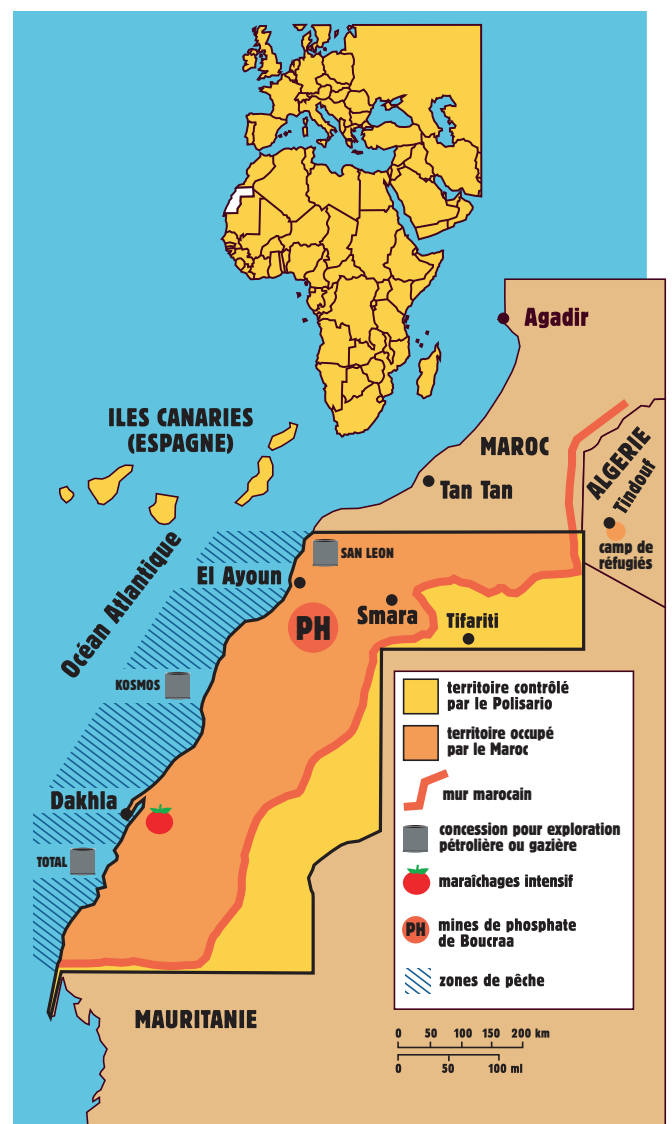 Agadir
ILES CANARIES
(ESPAGNE)
MAROC
ALGERIE
Tindouf
Tan Tan
camp de
réfugiés
Océan Atlantique
SAN LEON
El Ayoun
Smara
Tifariti
PH
KOSMOS
Dakhla
TOTAL
MAURITANIE
territoire contrôlé
par le Polisario
territoire occupé
par le Maroc
mur marocain
concession pour exploration
pétrolière ou gazière
maraîchages intensif
PH
mines de phosphate
de Boucraa
zones de pêche
0 50 100 150 200 km
0 50 100 ml